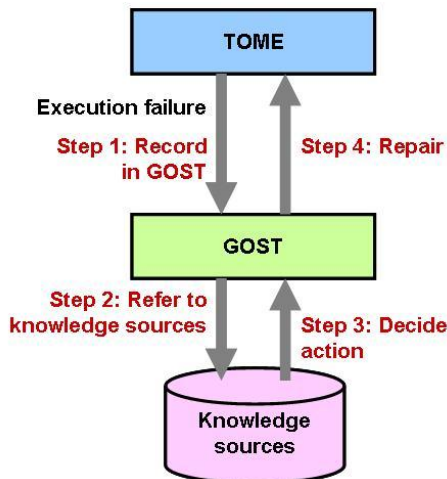 TOME
Execution failure
Step 1: Record
in GOST
Step 4: Repair
GOST
Step 2: Refer to
knowledge sources
Step 3: Decide
action
Knowledge
sources